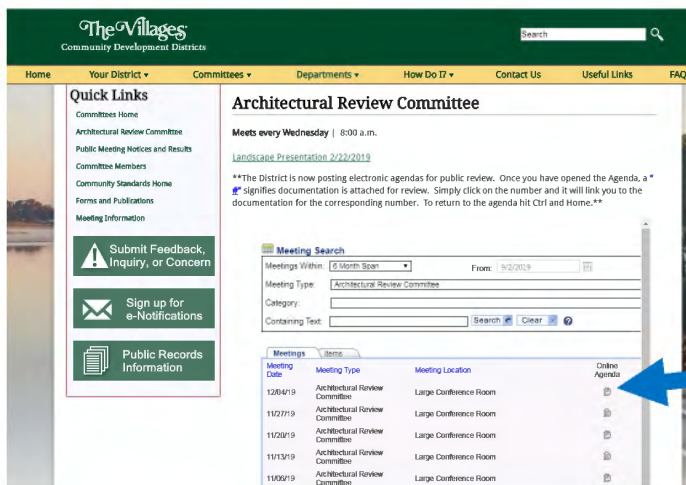 The Villages
Community Development Districts
Search
Home Your District ▾ Committees ▾ Departments ▾ How Do I? ▾ Contact Us Useful Links FAQ
Quick Links
Committees Home
Architectural Review Committee
Public Meeting Notices and Results
Committee Members
Community Standards Home
Forms and Publications
Meeting Information
Submit Feedback,
Inquiry, or Concern
Sign up for
e-Notifications
Public Records
Information
Architectural Review Committee
Meets every Wednesday | 8:00 a.m.
Landscape Presentation 2/22/2019
**The District is now posting electronic agendas for public review. Once you have opened the Agenda, a "
#" signifies documentation is attached for review. Simply click on the number and it will link you to the
documentation for the corresponding number. To return to the agenda hit Ctrl and Home.**
Meeting Search
Meetings Within: 6 Month Span From: 9/2/2019
Meeting Type: Architectural Review Committee
Category:
Containing Text: Search Clear
Meetings Items
Meeting Date Meeting Type Meeting Location Online Agenda
12/04/19 Architectural Review Committee Large Conference Room
11/27/19 Architectural Review Committee Large Conference Room
11/20/19 Architectural Review Committee Large Conference Room
11/13/19 Architectural Review Committee Large Conference Room
11/06/19 Architectural Review Committee Large Conference Room